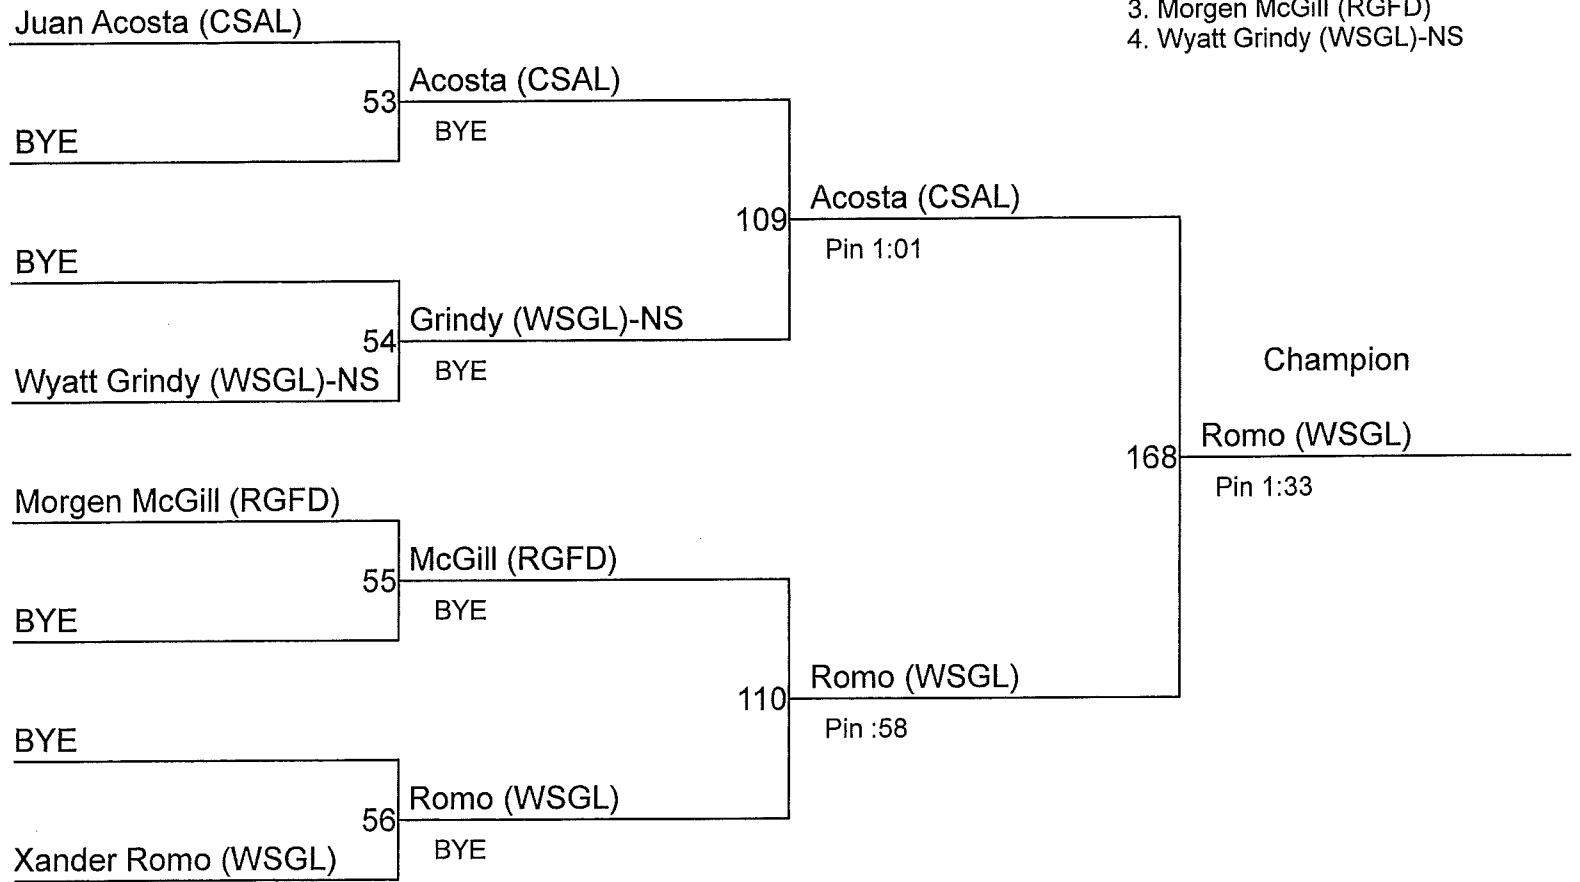 3. Morgen McGill (RGFD)
4. Wyatt Grindy (WSGL)-NS
Juan Acosta (CSAL)
53
Acosta (CSAL)
BYE
BYE
109
Acosta (CSAL)
Pin 1:01
BYE
54
Grindy (WSGL)-NS
BYE
Wyatt Grindy (WSGL)-NS
Champion
168
Romo (WSGL)
Pin 1:33
Morgen McGill (RGFD)
55
McGill (RGFD)
BYE
BYE
110
Romo (WSGL)
Pin :58
BYE
56
Romo (WSGL)
BYE
Xander Romo (WSGL)